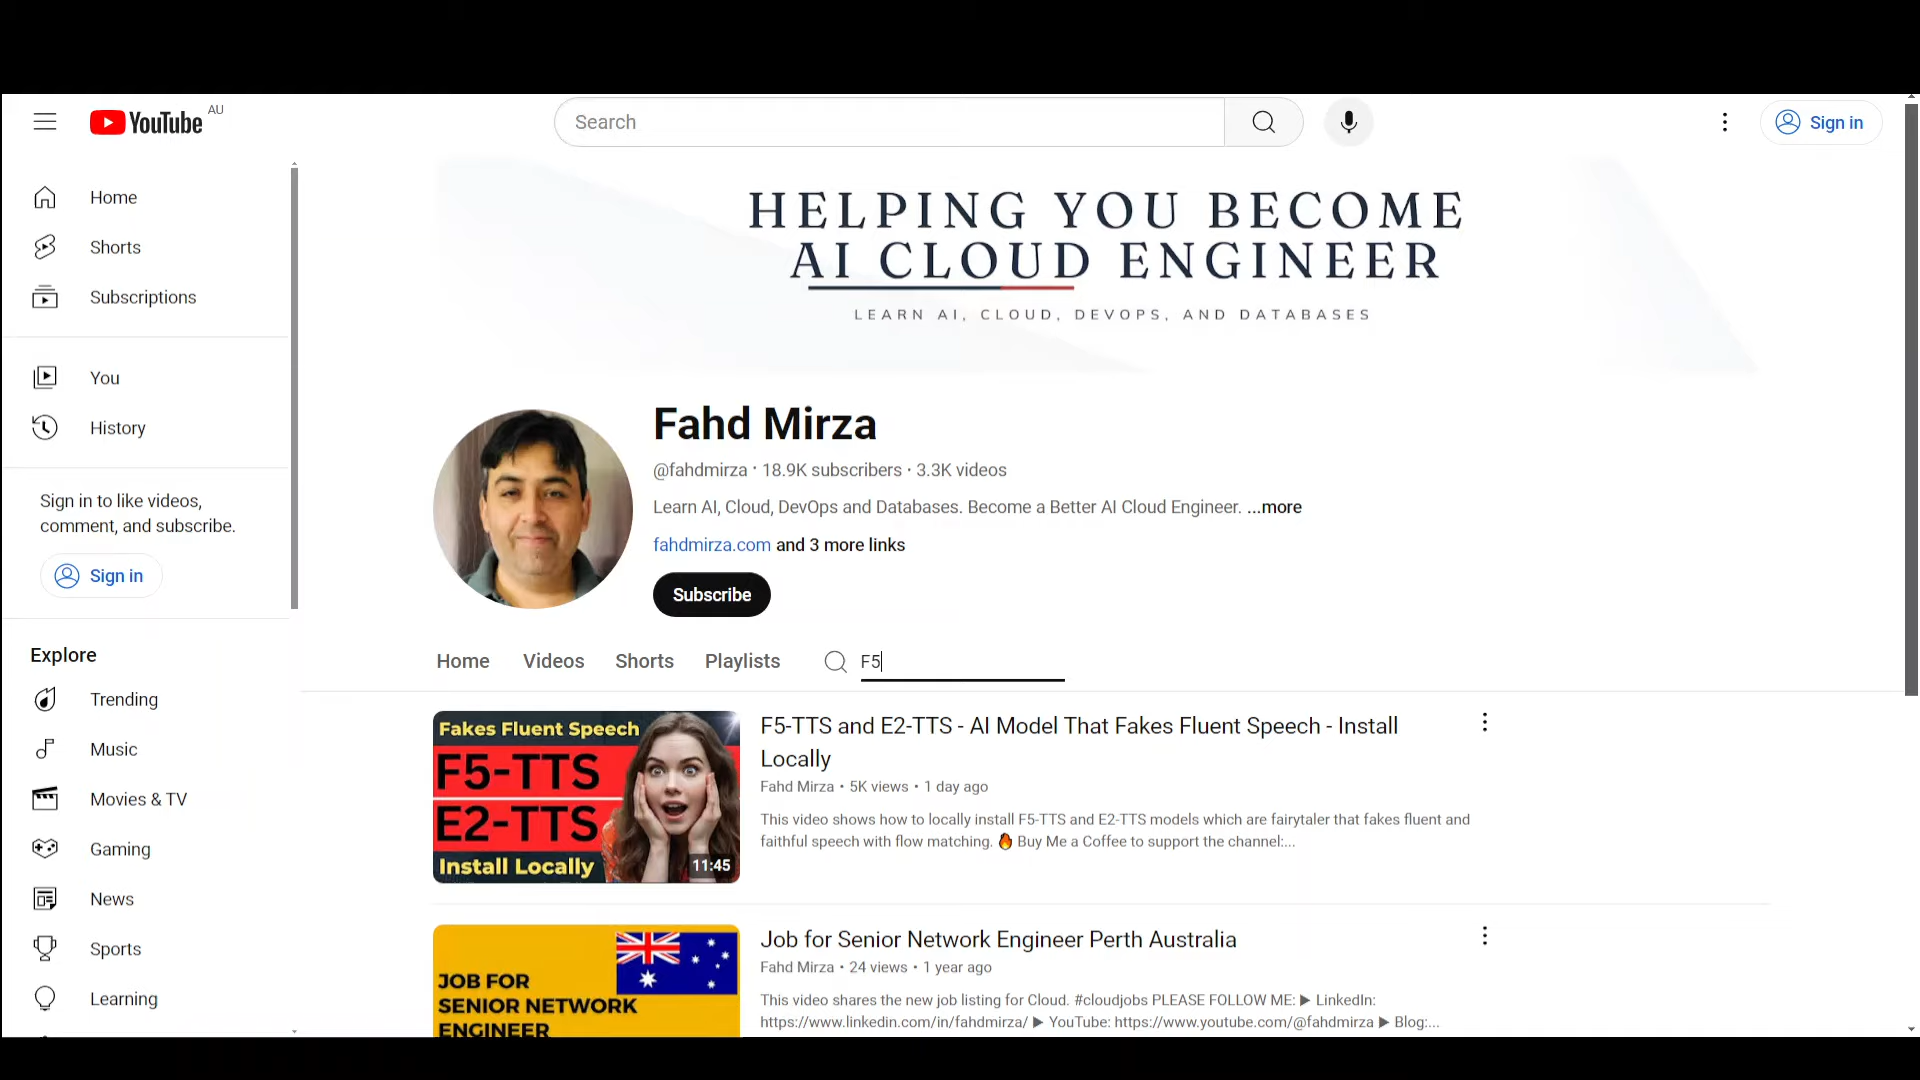 YouTube AU
Search
Sign in
Home
Shorts
Subscriptions
You
History
Sign in to like videos,
comment, and subscribe.
Sign in
Explore
Trending
Music
Movies & TV
Gaming
News
Sports
Learning
HELPING YOU BECOME
AI CLOUD ENGINEER
LEARN AI, CLOUD, DEVOPS, AND DATABASES
Fahd Mirza
@fahdmirza · 18.9K subscribers · 3.3K videos
Learn AI, Cloud, DevOps and Databases. Become a Better AI Cloud Engineer. ...more
fahdmirza.com and 3 more links
Subscribe
Home Videos Shorts Playlists F5
Fakes Fluent Speech
F5-TTS
E2-TTS
Install Locally
11:45
F5-TTS and E2-TTS - AI Model That Fakes Fluent Speech - Install
Locally
Fahd Mirza • 5K views • 1 day ago
This video shows how to locally install F5-TTS and E2-TTS models which are fairytaler that fakes fluent and
faithful speech with flow matching. 🔥 Buy Me a Coffee to support the channel:...
JOB FOR
SENIOR NETWORK
ENGINEER
Job for Senior Network Engineer Perth Australia
Fahd Mirza • 24 views • 1 year ago
This video shares the new job listing for Cloud. #cloudjobs PLEASE FOLLOW ME: ▶ LinkedIn:
https://www.linkedin.com/in/fahdmirza/ ▶ YouTube: https://www.youtube.com/@fahdmirza ▶ Blog:...